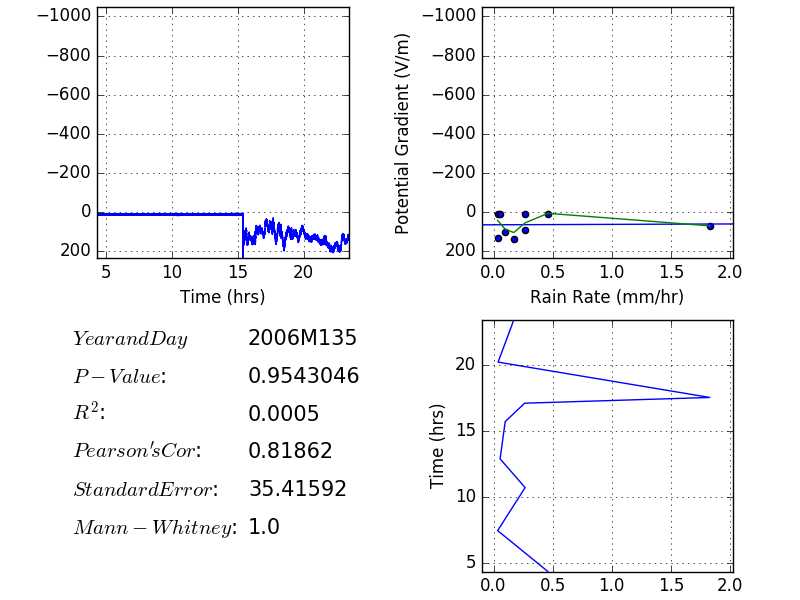 −1000
−800
−600
−400
−200
0
200
5 10 15 20
Time (hrs)
Potential Gradient (V/m)
−1000
−800
−600
−400
−200
0
200
0.0 0.5 1.0 1.5 2.0
Rain Rate (mm/hr)
YearandDay 2006M135
P − Value: 0.9543046
R²: 0.0005
Pearson'sCor: 0.81862
StandardError: 35.41592
Mann − Whitney: 1.0
Time (hrs)
20
15
10
5
0.0 0.5 1.0 1.5 2.0